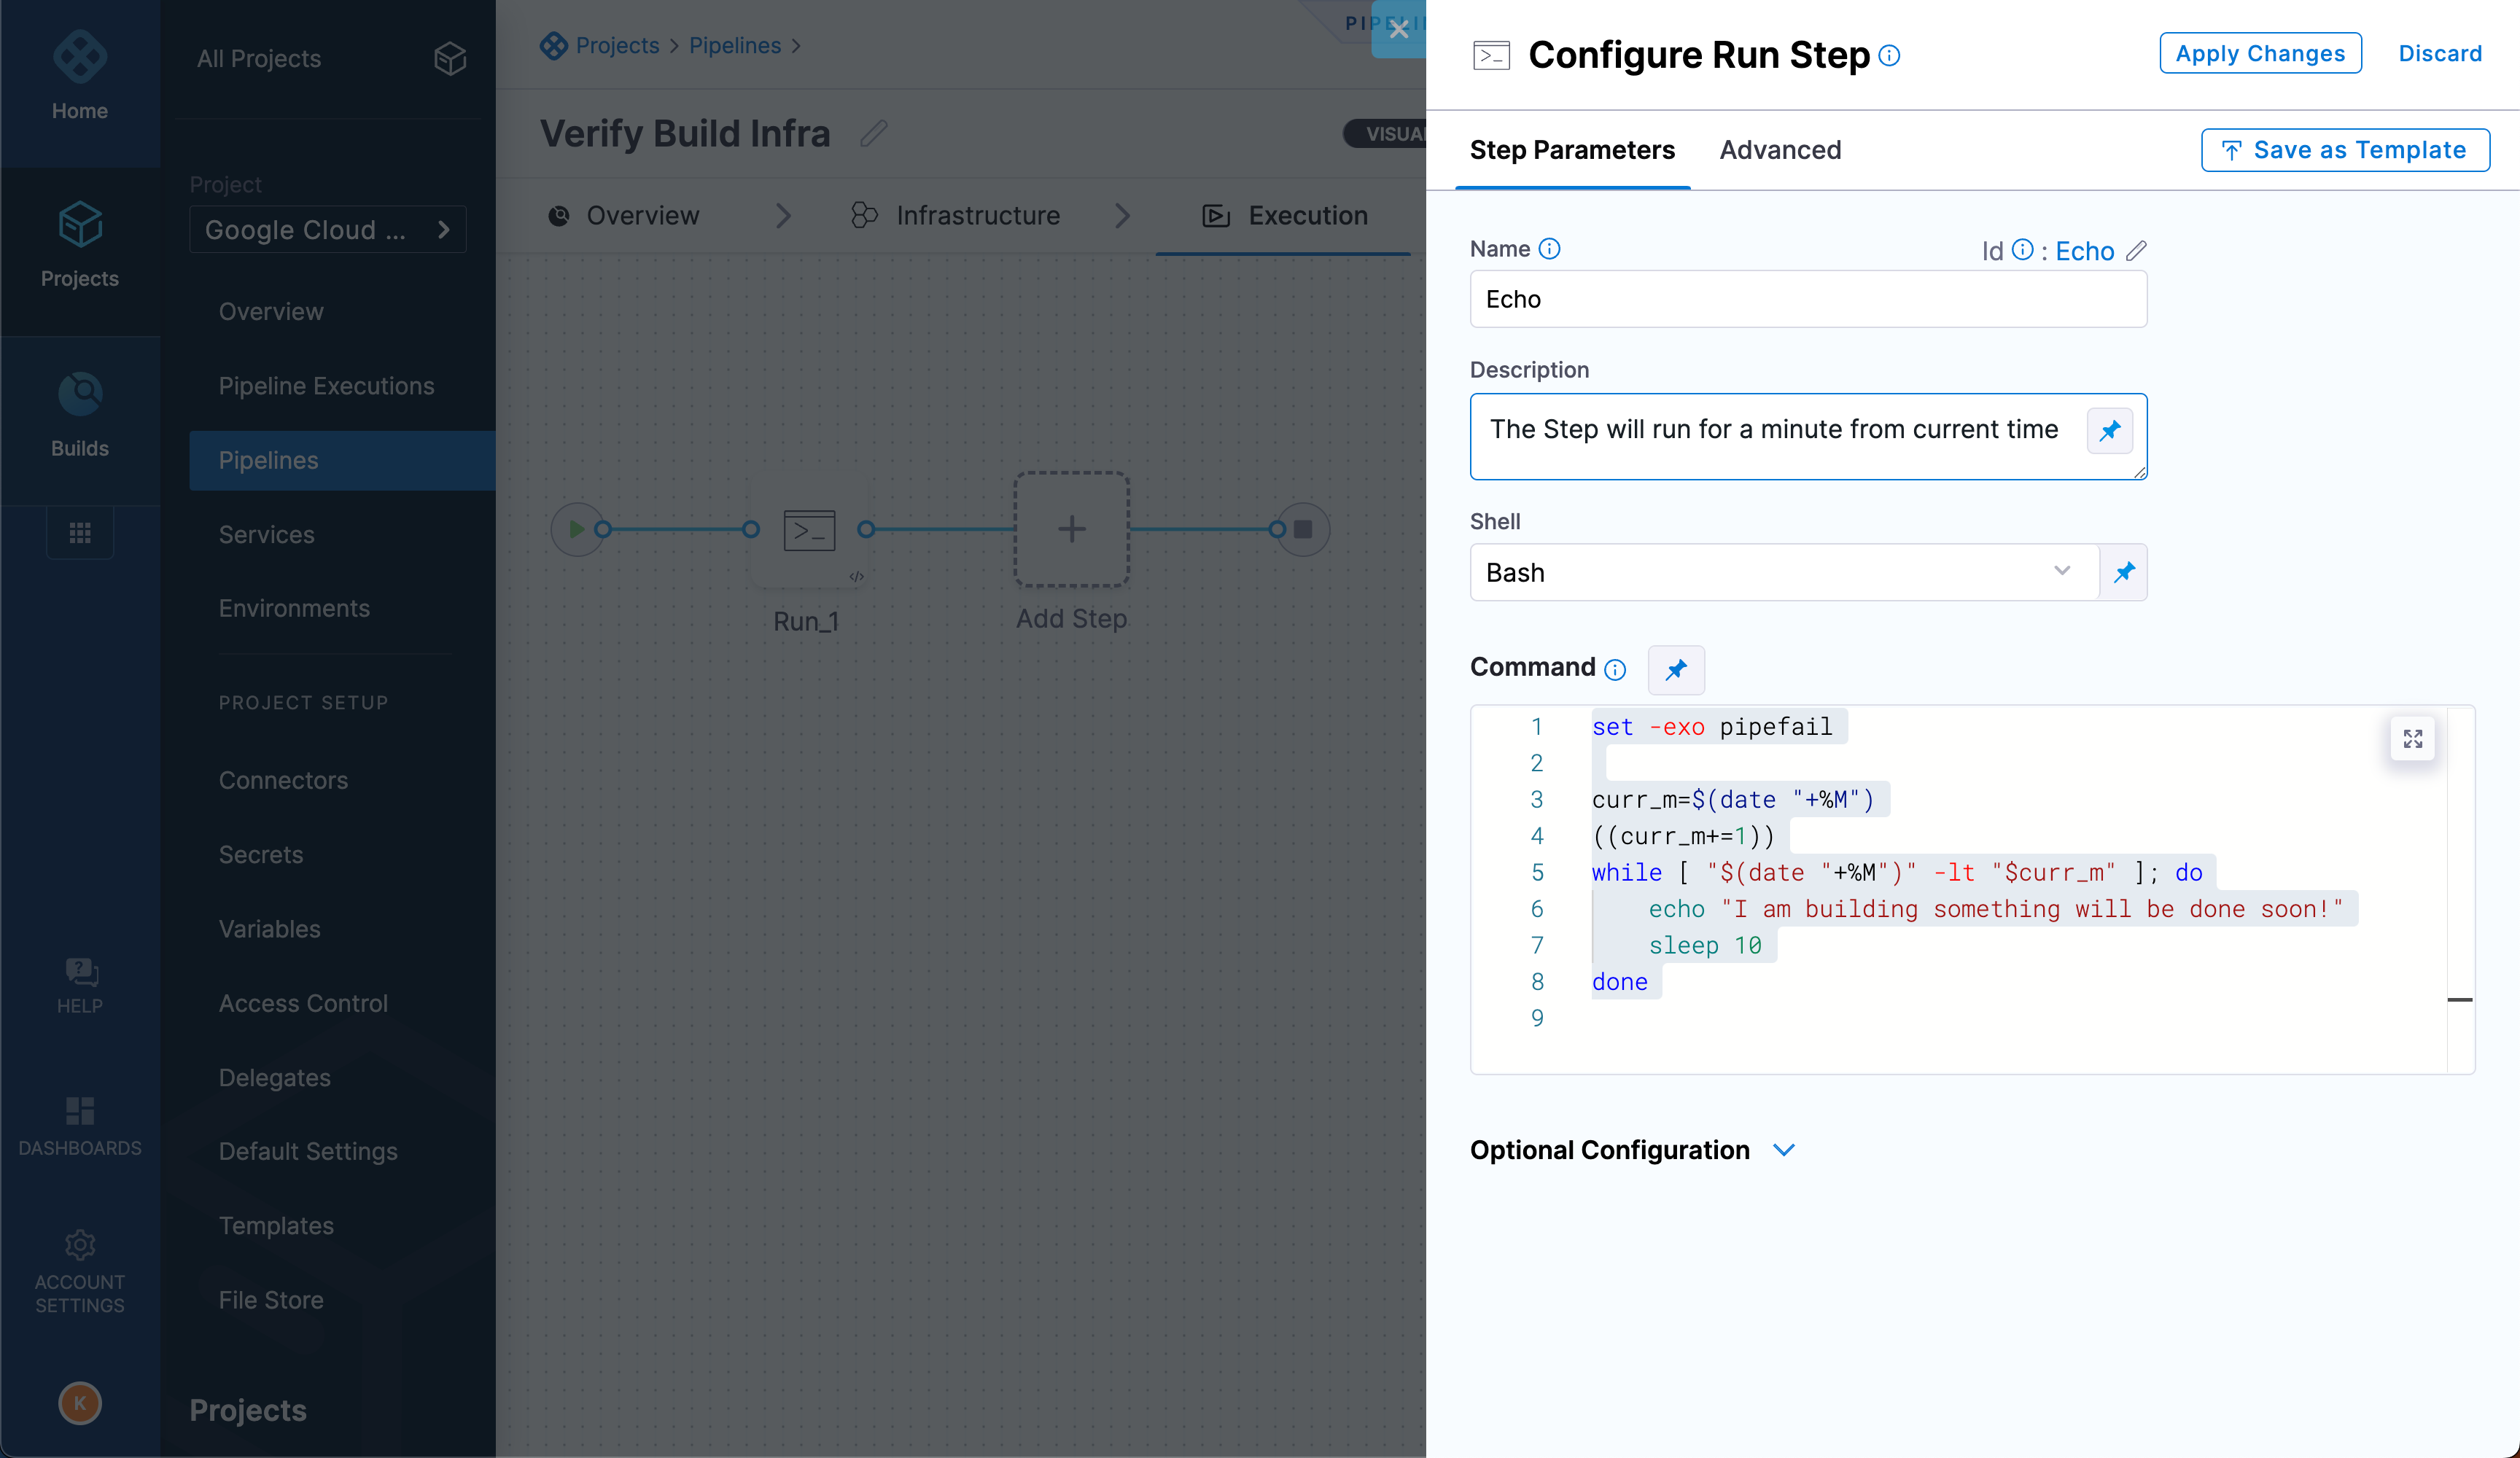 Home
Projects
Builds
HELP
DASHBOARDS
ACCOUNT
SETTINGS
K
All Projects
Project
Google Cloud ...
Overview
Pipeline Executions
Pipelines
Services
Environments
PROJECT SETUP
Connectors
Secrets
Variables
Access Control
Delegates
Default Settings
Templates
File Store
Projects
Projects > Pipelines >
Verify Build Infra
VISUA
Overview
Infrastructure
Execution
Run_1
Add Step
Configure Run Step
Apply Changes
Discard
Step Parameters
Advanced
Save as Template
Name
Id : Echo
Echo
Description
The Step will run for a minute from current time
Shell
Bash
Command
1 set -exo pipefail
2
3 curr_m=$(date "+%M")
4 ((curr_m+=1))
5 while [ "$(date "+%M")" -lt "$curr_m" ]; do
6 echo "I am building something will be done soon!"
7 sleep 10
8 done
9
Optional Configuration